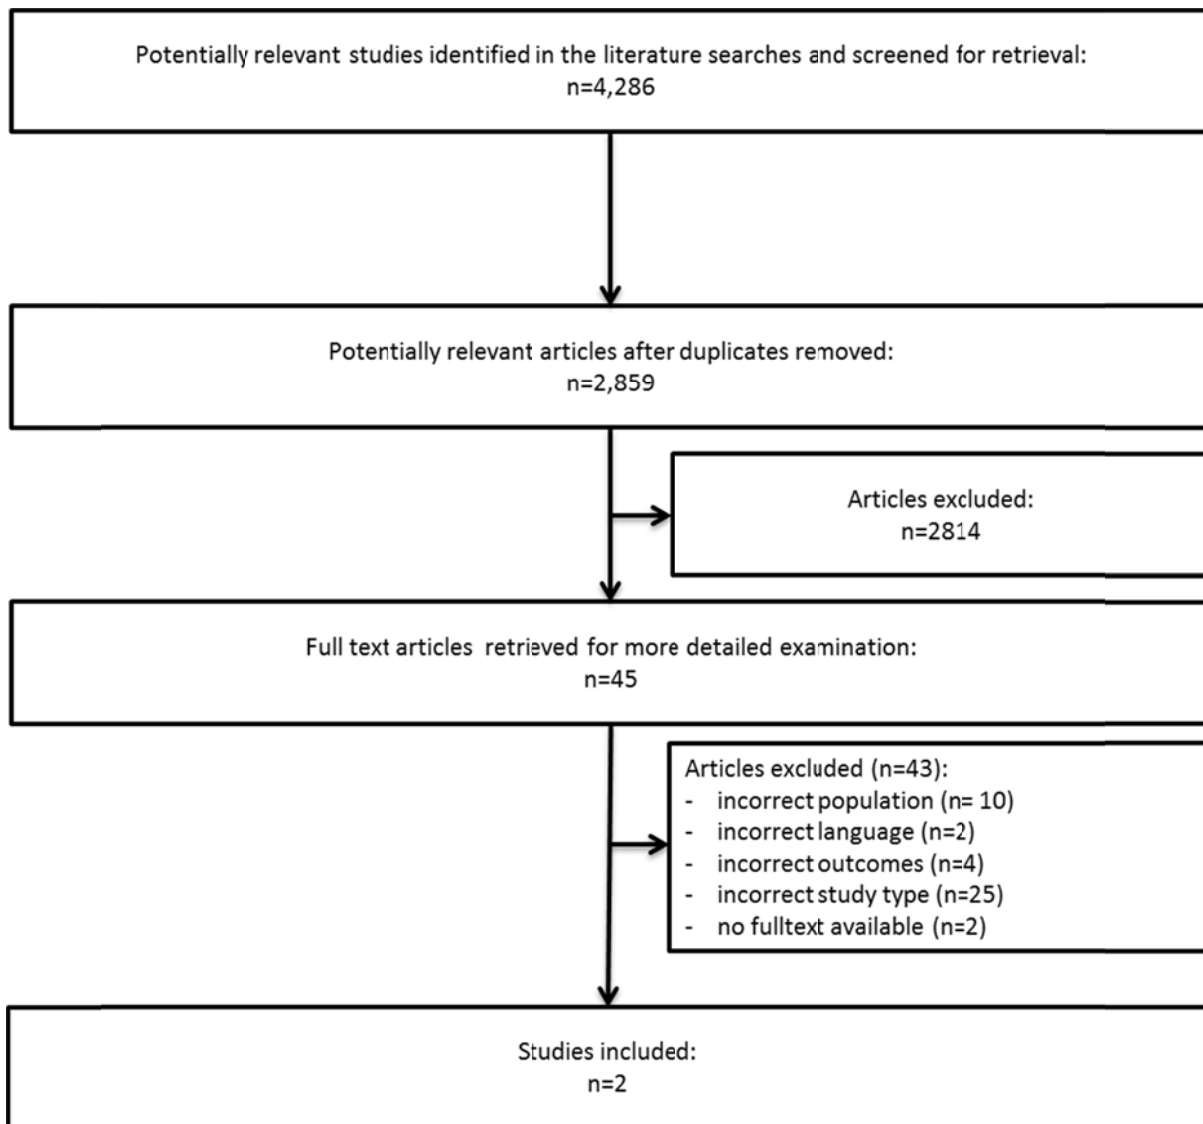 Potentially relevant studies identified in the literature searches and screened for retrieval:
n=4,286
Potentially relevant articles after duplicates removed:
n=2,859
Articles excluded:
n=2814
Full text articles retrieved for more detailed examination:
n=45
Articles excluded (n=43):
- incorrect population (n= 10)
- incorrect language (n=2)
- incorrect outcomes (n=4)
- incorrect study type (n=25)
- no fulltext available (n=2)
Studies included:
n=2